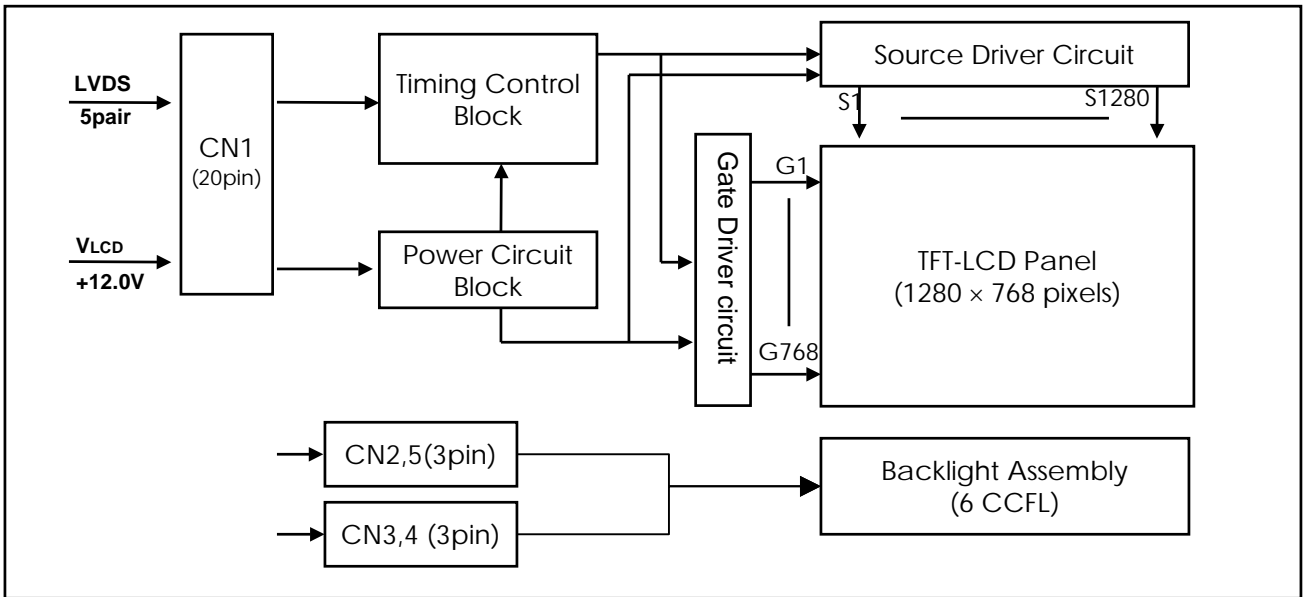 LVDS
5pair
CN1
(20pin)
VLCD
+12.0V
Timing Control
Block
Power Circuit
Block
Source Driver Circuit
S1
S1280
Gate Driver circuit
G1
G768
TFT-LCD Panel
(1280 × 768 pixels)
CN2,5(3pin)
CN3,4 (3pin)
Backlight Assembly
(6 CCFL)